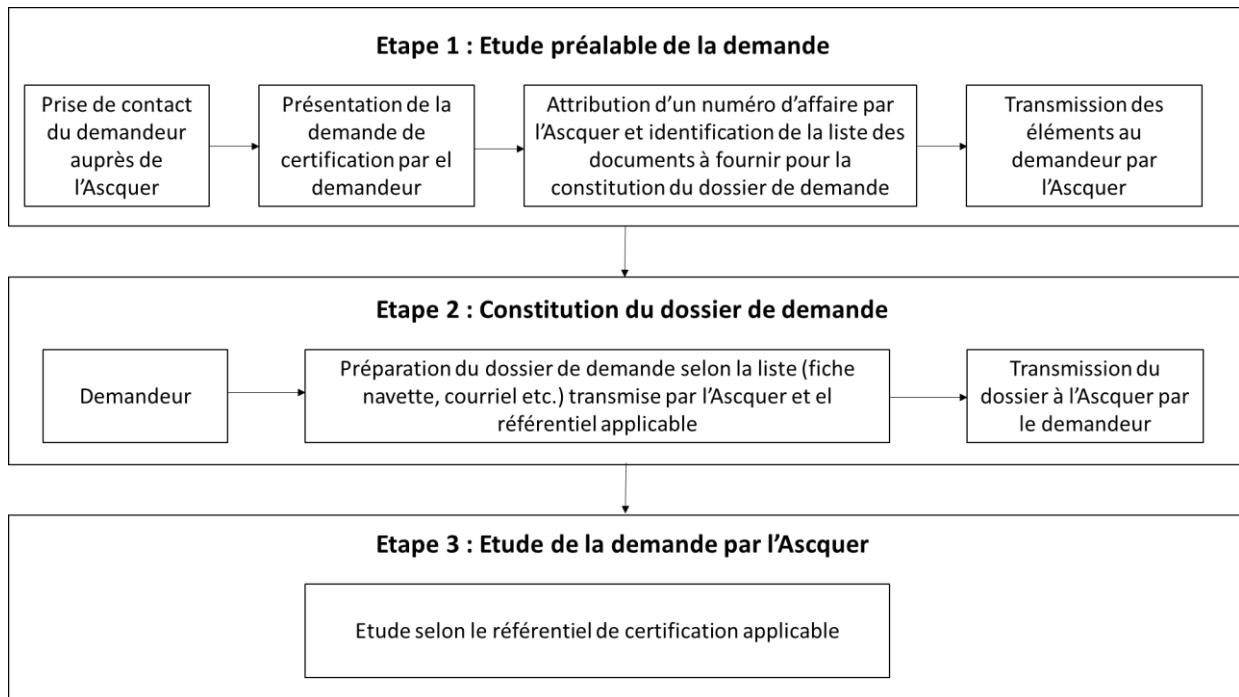 Etape 1 : Etude préalable de la demande
Prise de contact
du demandeur
auprès de
l’Ascquer
Présentation de la
demande de
certification par el
demandeur
Attribution d’un numéro d’affaire par
l’Ascquer et identification de la liste des
documents à fournir pour la
constitution du dossier de demande
Transmission des
éléments au
demandeur par
l’Ascquer
Etape 2 : Constitution du dossier de demande
Demandeur
Préparation du dossier de demande selon la liste (fiche
navette, courriel etc.) transmise par l’Ascquer et el
référentiel applicable
Transmission du
dossier à l’Ascquer par
le demandeur
Etape 3 : Etude de la demande par l’Ascquer
Etude selon le référentiel de certification applicable